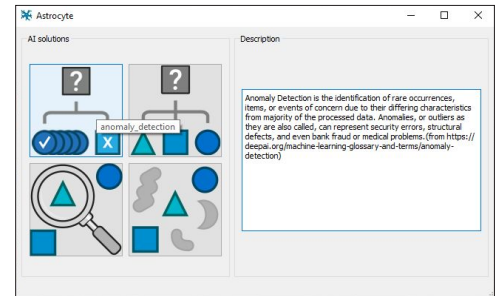 Astrocyte
AI solutions
?
?
anomaly_detection
X
Description
Anomaly Detection is the identification of rare occurrences,
items, or events of concern due to their differing characteristics
from majority of the processed data. Anomalies, or outliers as
they are also called, can represent security errors, structural
defects, and even bank fraud or medical problems.(from https://
deepai.org/machine-learning-glossary-and-terms/anomaly-
detection)